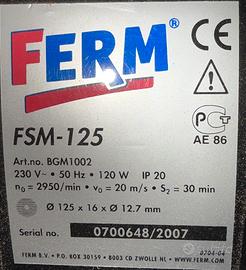 FERM®
CE
FSM-125
AE 86
Art.no. BGM1002
230 V~ • 50 Hz • 120 W IP 20
n₀ = 2950/min • v₀ = 20 m/s • S₂ = 30 min
Ø 125 x 16 x Ø 12.7 mm
Serial no. 0700648/2007
FERM B.V. • P.O. BOX 30159 • 8003 CD ZWOLLE NL • WWW.FERM.COM
0704-04